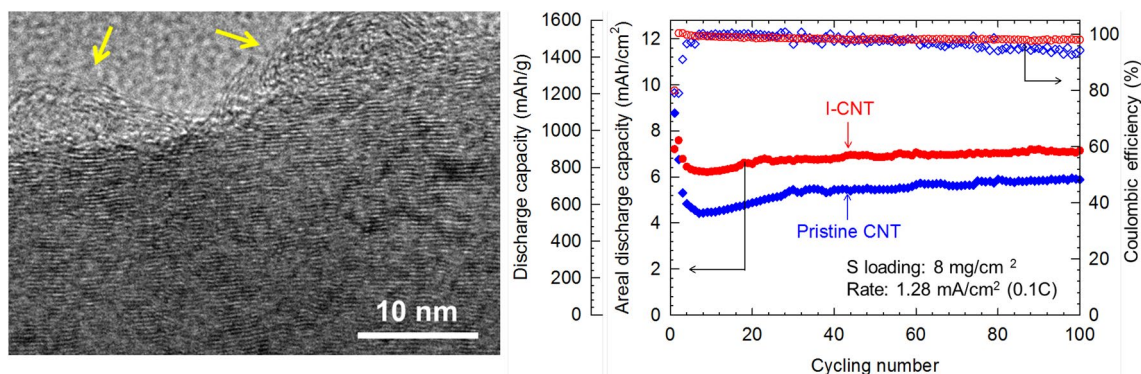 10 nm
Discharge capacity (mAh/g)
1600
1400
1200
1000
800
600
400
200
0
Areal discharge capacity (mAh/cm²)
12
10
8
6
4
2
0
I-CNT
Pristine CNT
S loading: 8 mg/cm ²
Rate: 1.28 mA/cm² (0.1C)
0 20 40 60 80 100
Cycling number
100
80
60
40
20
0
Coulombic efficiency (%)